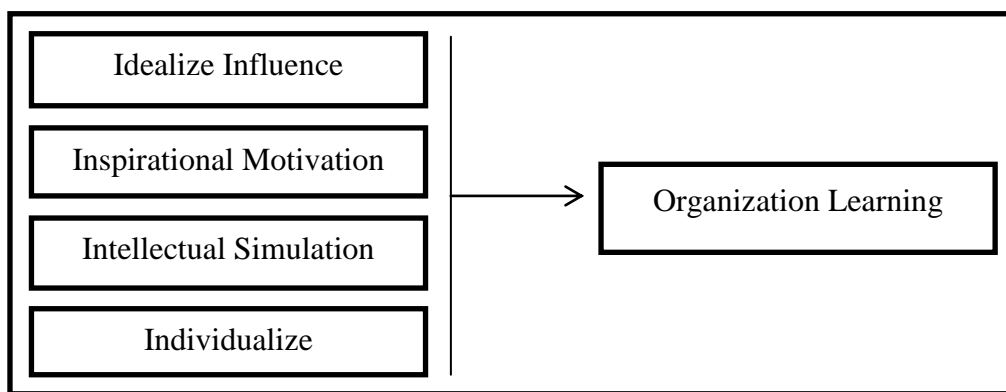 Idealize Influence
Inspirational Motivation
Intellectual Simulation
Individualize
Organization Learning